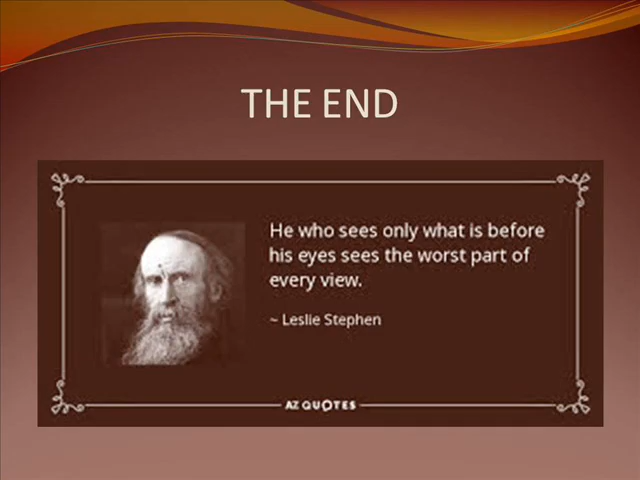 THE END
He who sees only what is before
his eyes sees the worst part of
every view.
~ Leslie Stephen
AZ QUOTES